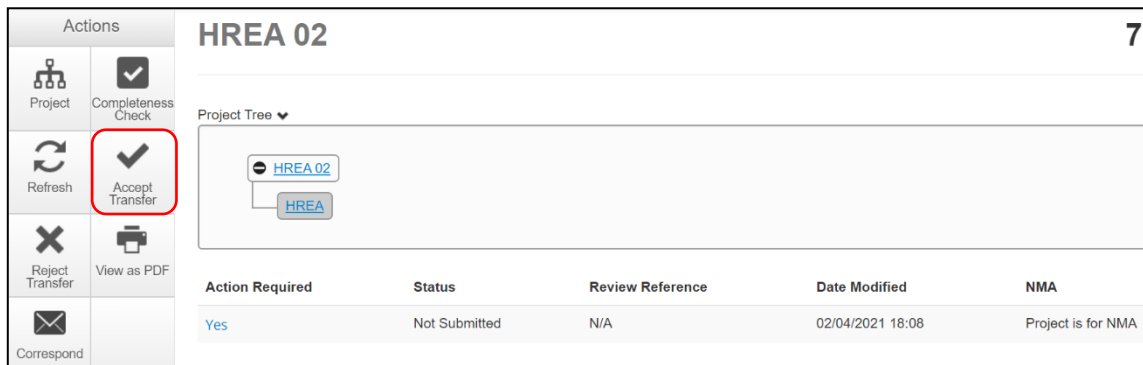 Actions
Project
Completeness
Check
Refresh
Accept
Transfer
Reject
Transfer
View as PDF
Correspond
HREA 02
7
Project Tree
HREA 02
HREA
Action Required Status Review Reference Date Modified NMA
Yes Not Submitted N/A 02/04/2021 18:08 Project is for NMA